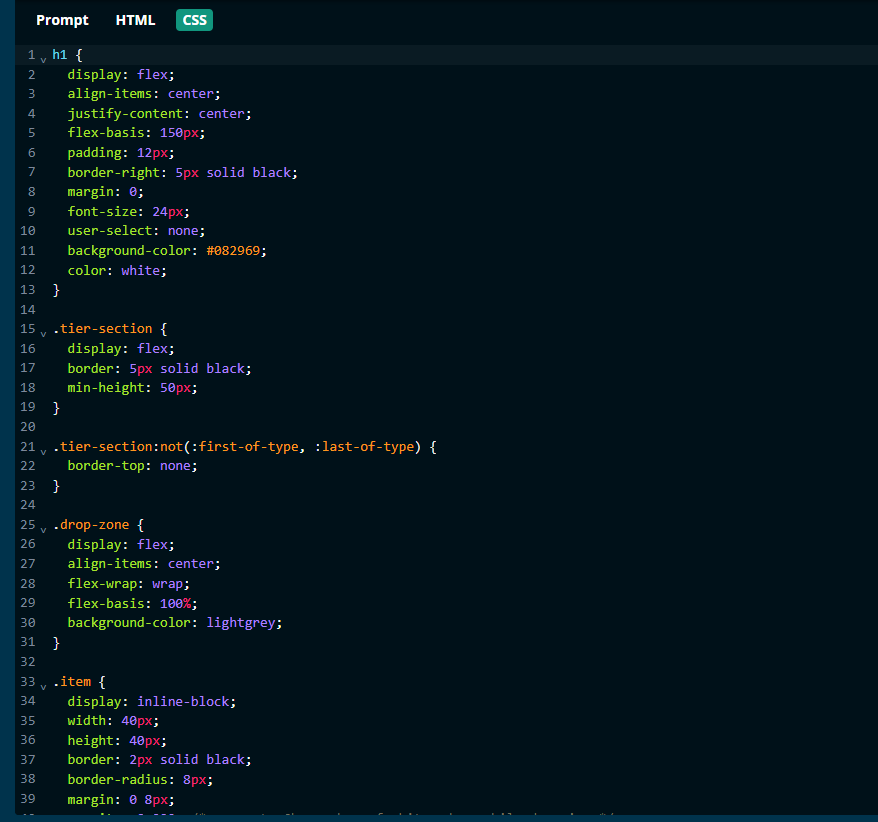 Prompt HTML CSS
1 h1 {
2 display: flex;
3 align-items: center;
4 justify-content: center;
5 flex-basis: 150px;
6 padding: 12px;
7 border-right: 5px solid black;
8 margin: 0;
9 font-size: 24px;
10 user-select: none;
11 background-color: #082969;
12 color: white;
13 }
14
15 .tier-section {
16 display: flex;
17 border: 5px solid black;
18 min-height: 50px;
19 }
20
21 .tier-section:not(:first-of-type, :last-of-type) {
22 border-top: none;
23 }
24
25 .drop-zone {
26 display: flex;
27 align-items: center;
28 flex-wrap: wrap;
29 flex-basis: 100%;
30 background-color: lightgrey;
31 }
32
33 .item {
34 display: inline-block;
35 width: 40px;
36 height: 40px;
37 border: 2px solid black;
38 border-radius: 8px;
39 margin: 0 8px;